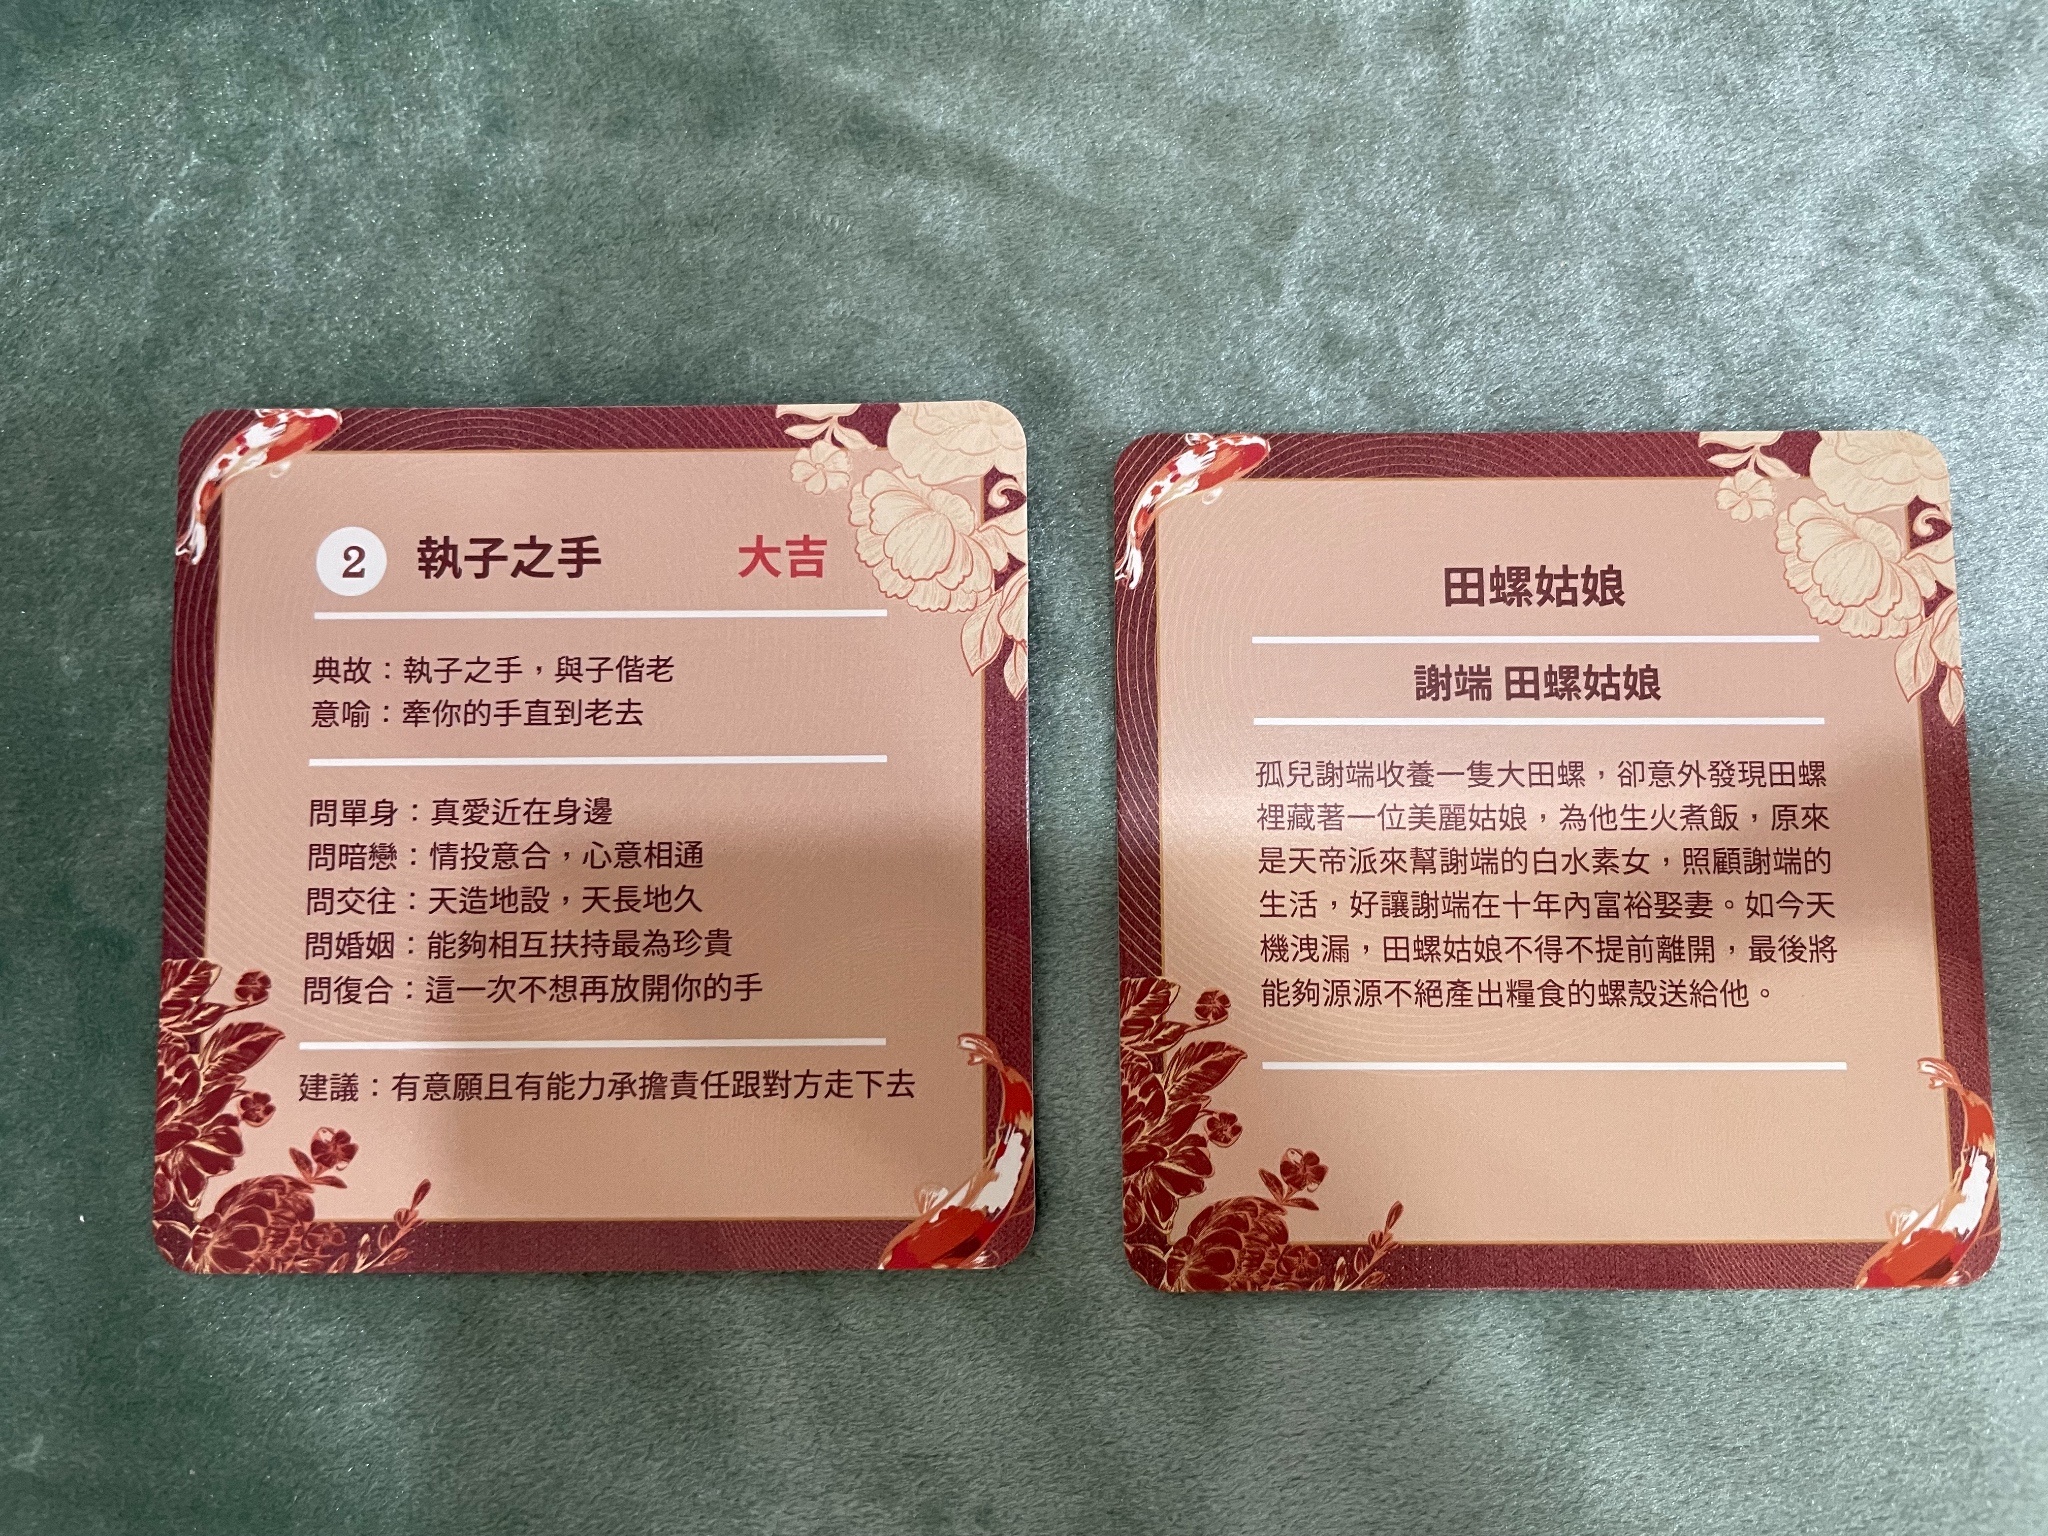 2 執子之手 大吉
典故：執子之手，與子偕老
意喻：牽你的手直到老去
問單身：真愛近在身邊
問暗戀：情投意合，心意相通
問交往：天造地設，天長地久
問婚姻：能夠相互扶持最為珍貴
問復合：這一次不想再放開你的手
建議：有意願且有能力承擔責任跟對方走下去
田螺姑娘
謝端 田螺姑娘
孤兒謝端收養一隻大田螺，卻意外發現田螺
裡藏著一位美麗姑娘，為他生火煮飯，原來
是天帝派來幫謝端的白水素女，照顧謝端的
生活，好讓謝端在十年內富裕娶妻。如今天
機洩漏，田螺姑娘不得不提前離開，最後將
能夠源源不絕產出糧食的螺殼送給他。